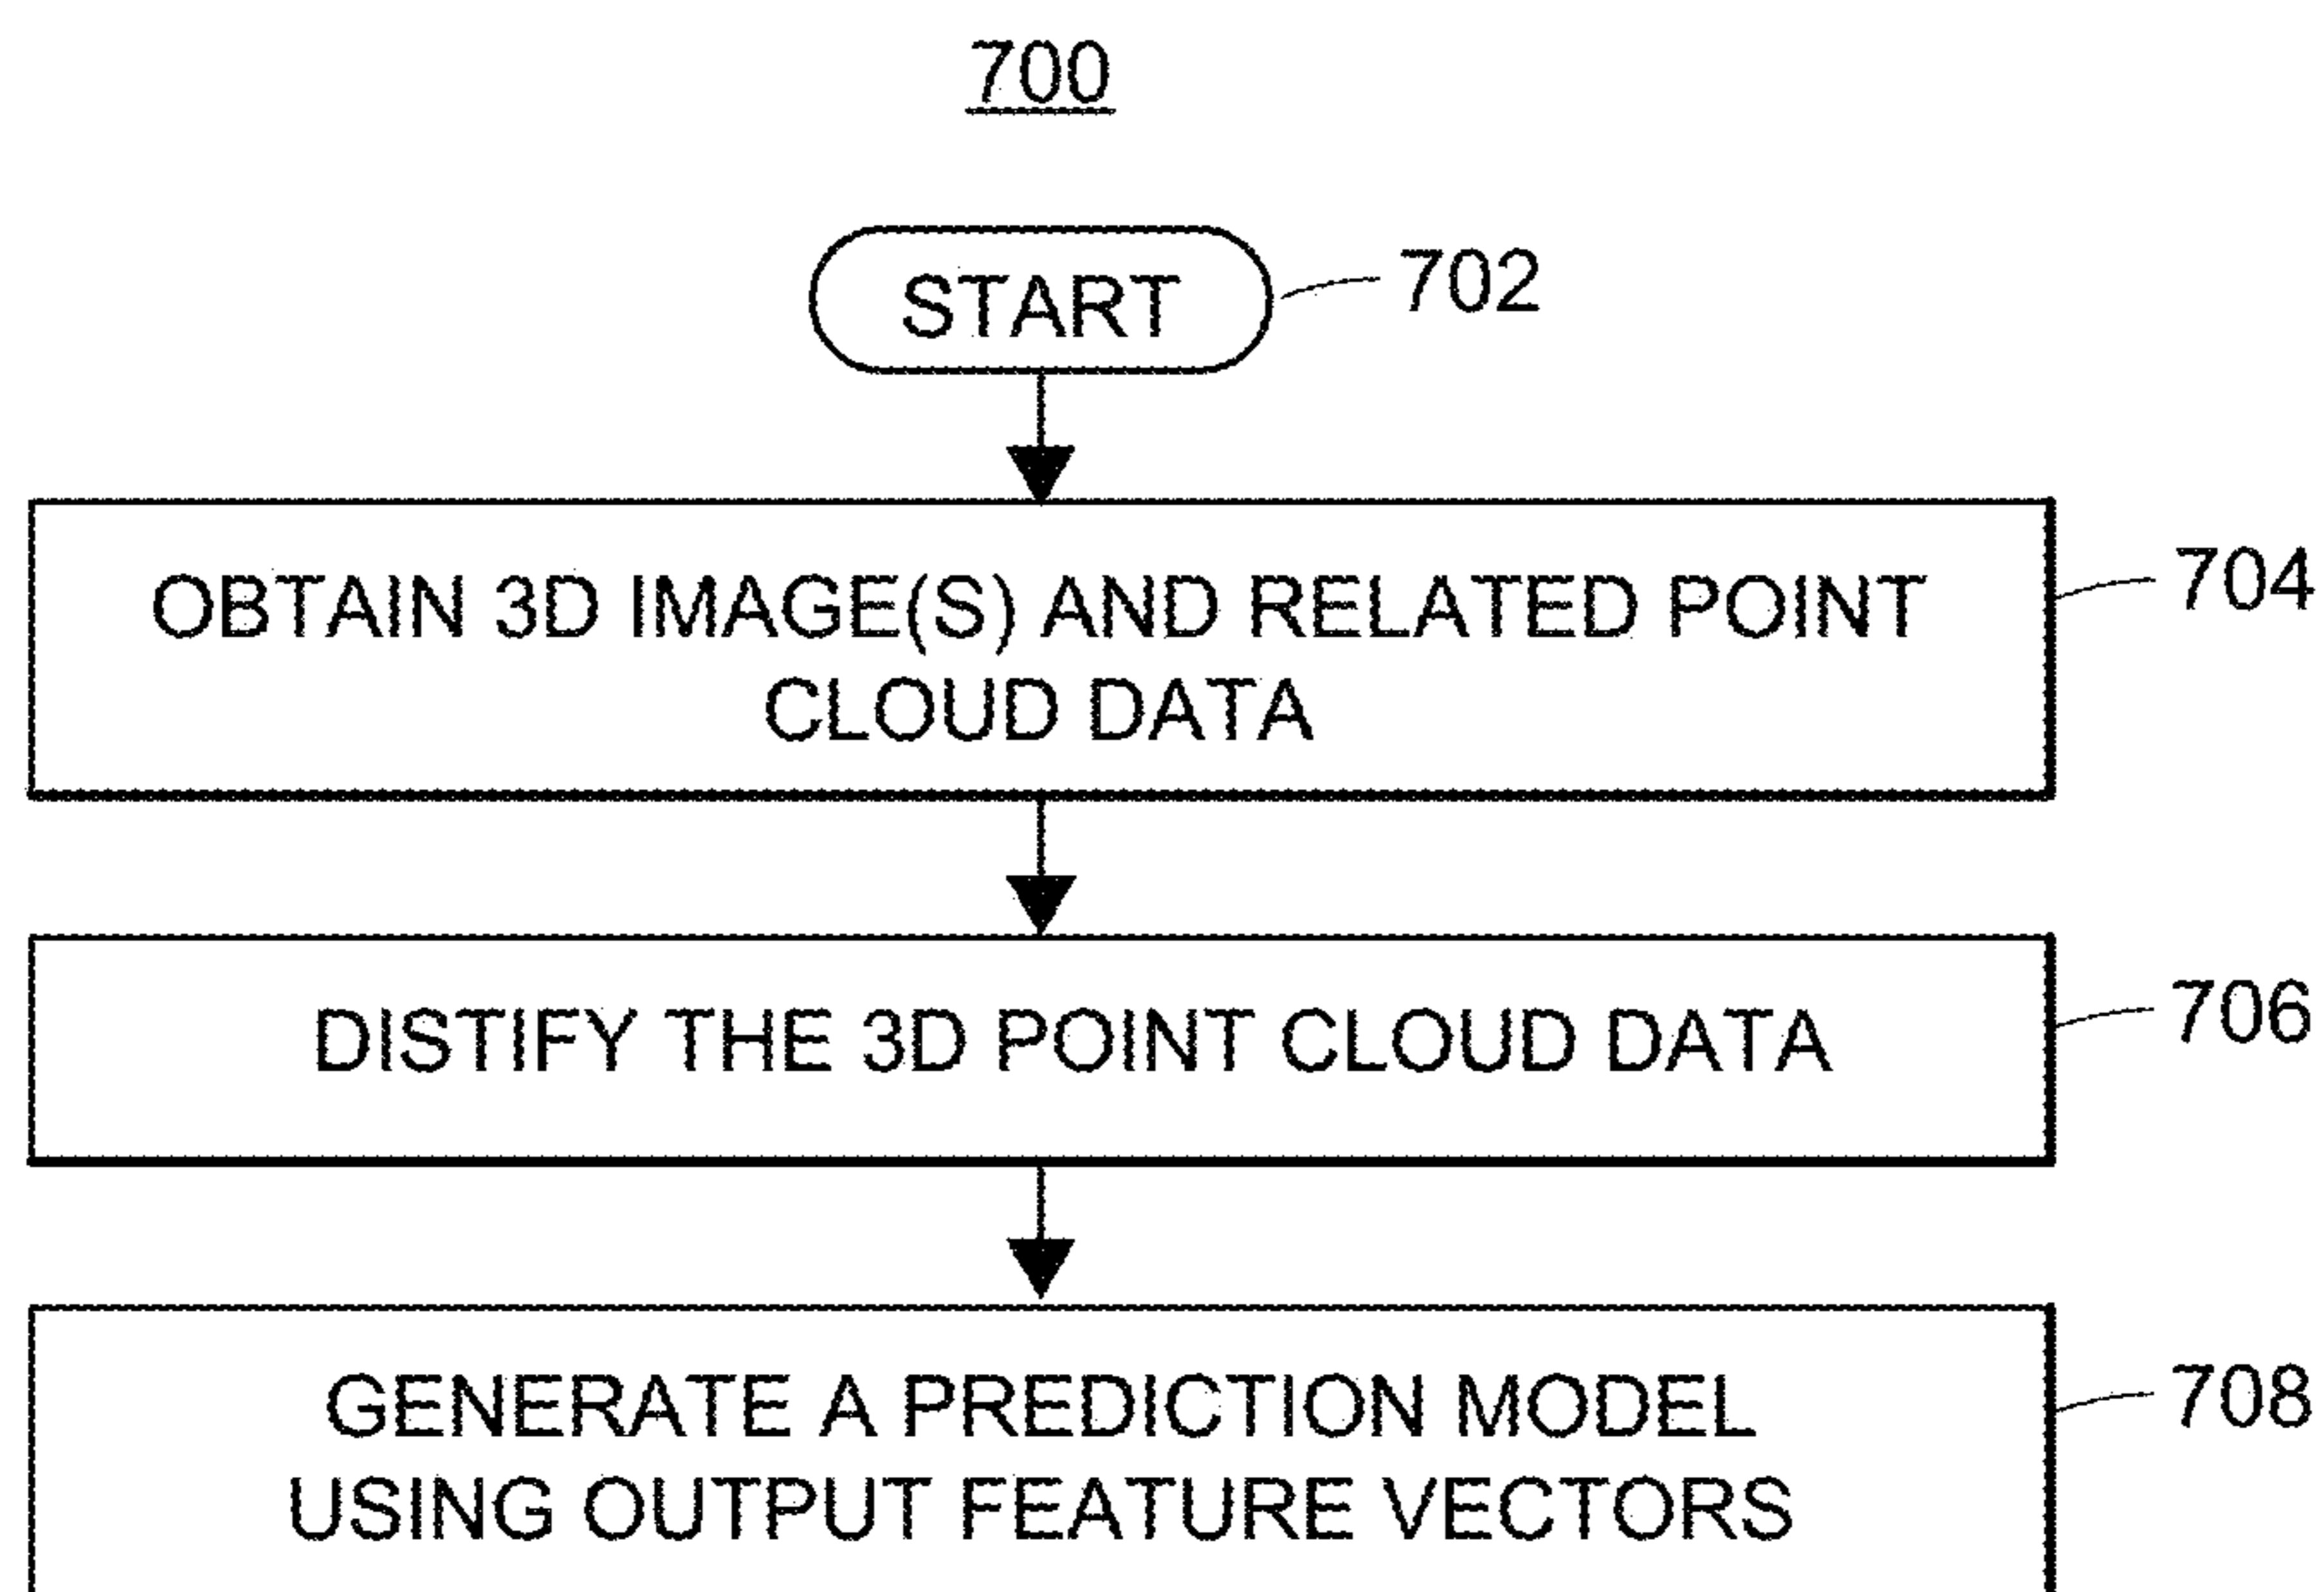 700
START
702
OBTAIN 3D IMAGE(S) AND RELATED POINT
CLOUD DATA
704
DISTIFY THE 3D POINT CLOUD DATA
706
GENERATE A PREDICTION MODEL
USING OUTPUT FEATURE VECTORS
708